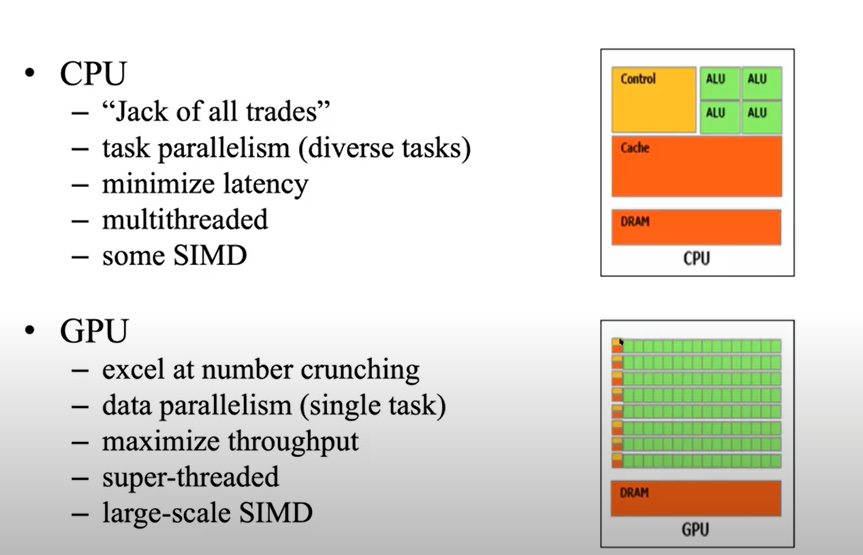 • CPU
– “Jack of all trades”
– task parallelism (diverse tasks)
– minimize latency
– multithreaded
– some SIMD
Control
ALU ALU
ALU ALU
Cache
DRAM
CPU
• GPU
– excel at number crunching
– data parallelism (single task)
– maximize throughput
– super-threaded
– large-scale SIMD
DRAM
GPU